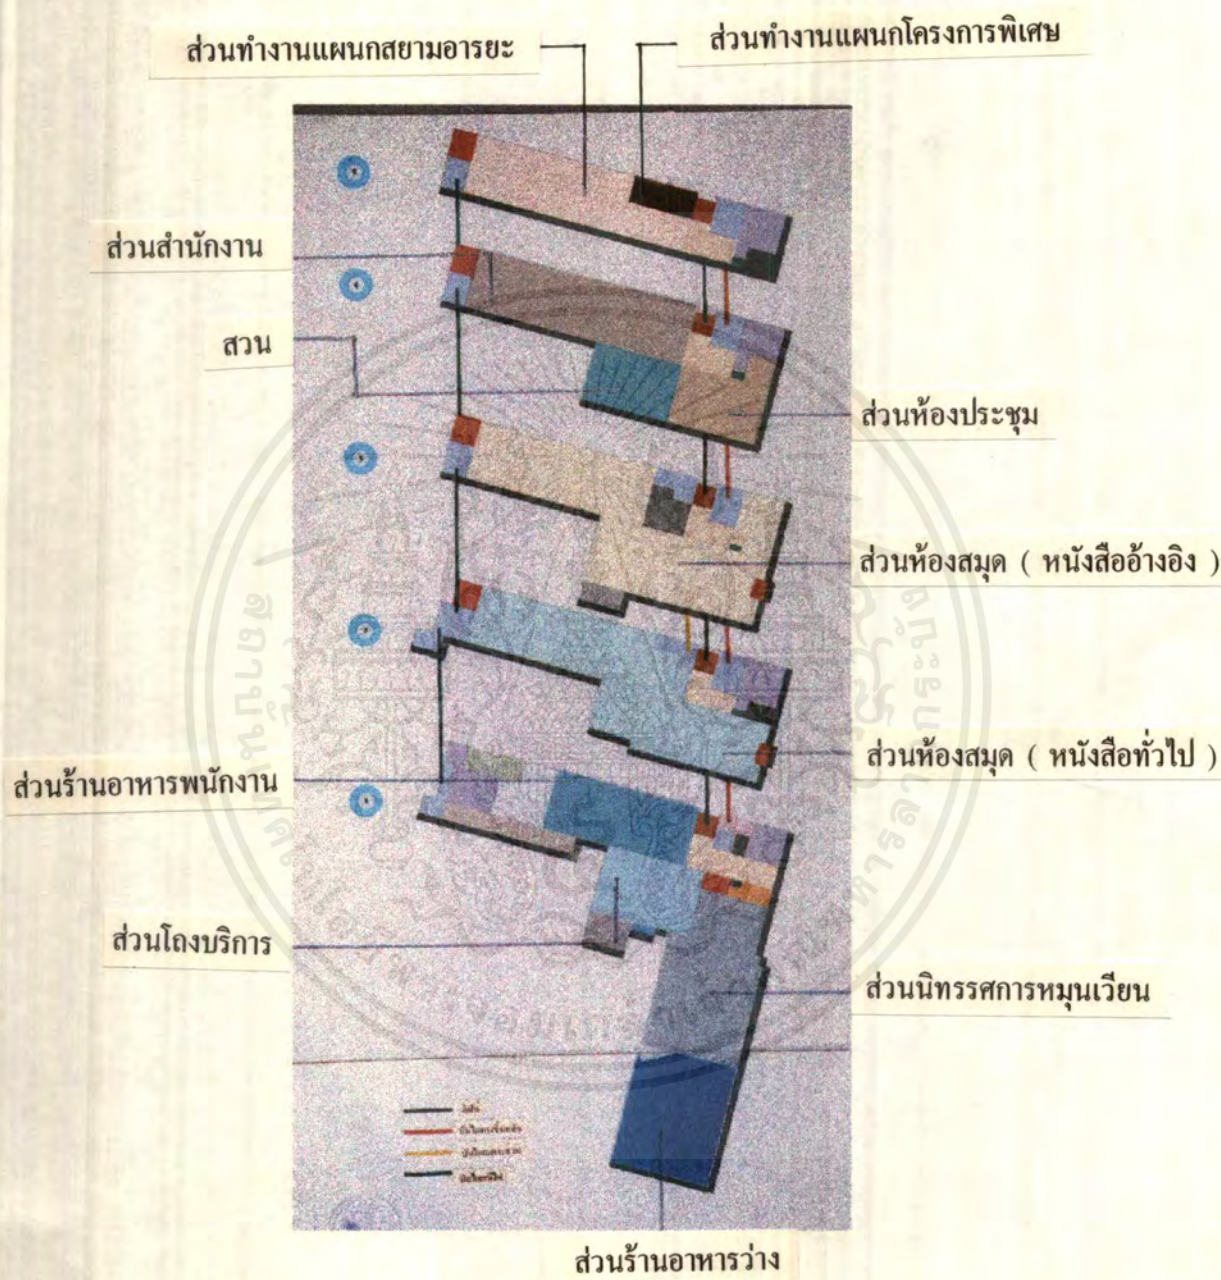 ส่วนทำงานแผนกสยามอารยะ
ส่วนทำงานแผนกโครงการพิเศษ
ส่วนสำนักงาน
สวน
ส่วนห้องประชุม
ส่วนห้องสมุด ( หนังสืออ้างอิง )
ส่วนห้องสมุด ( หนังสือทั่วไป )
ส่วนร้านอาหารพนักงาน
ส่วนโถงบริการ
ส่วนนิทรรศการหมุนเวียน
ส่วนร้านอาหารว่าง